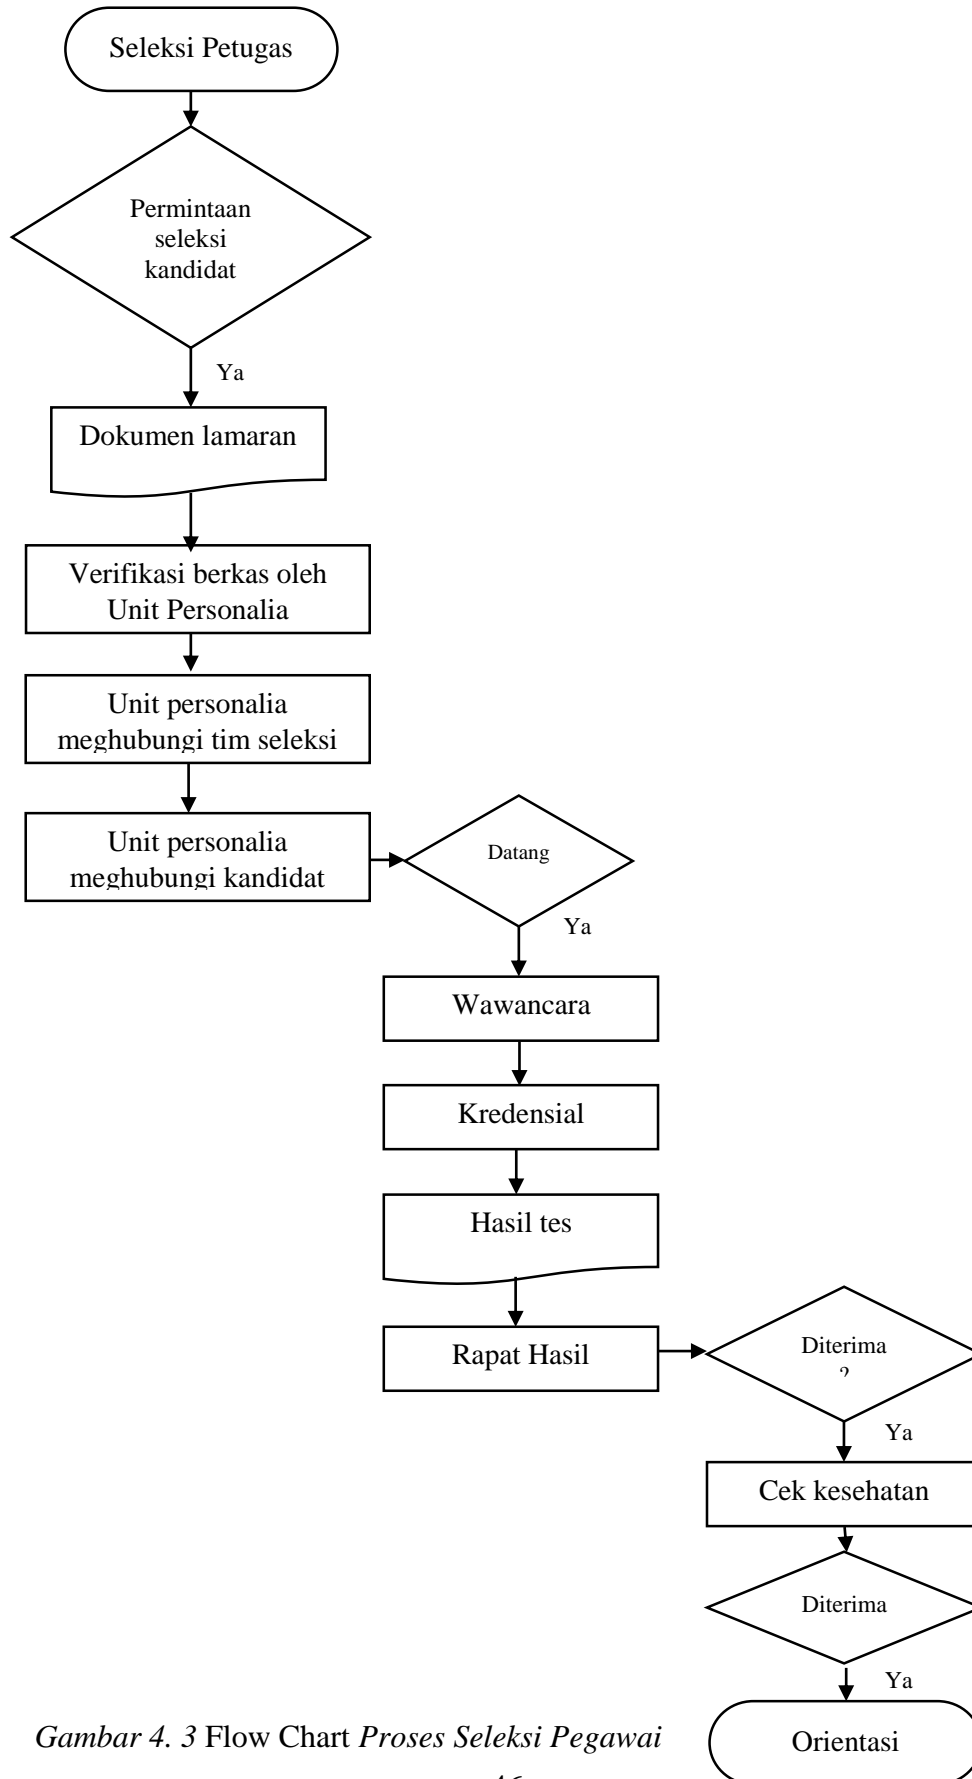 Seleksi Petugas
Permintaan
seleksi
kandidat
Ya
Dokumen lamaran
Verifikasi berkas oleh
Unit Personalia
Unit personalia
meghubungi tim seleksi
Unit personalia
meghubungi kandidat
Datang
Ya
Wawancara
Kredensial
Hasil tes
Rapat Hasil
Diterima
?
Ya
Cek kesehatan
Diterima
Ya
Orientasi
Gambar 4. 3 Flow Chart Proses Seleksi Pegawai